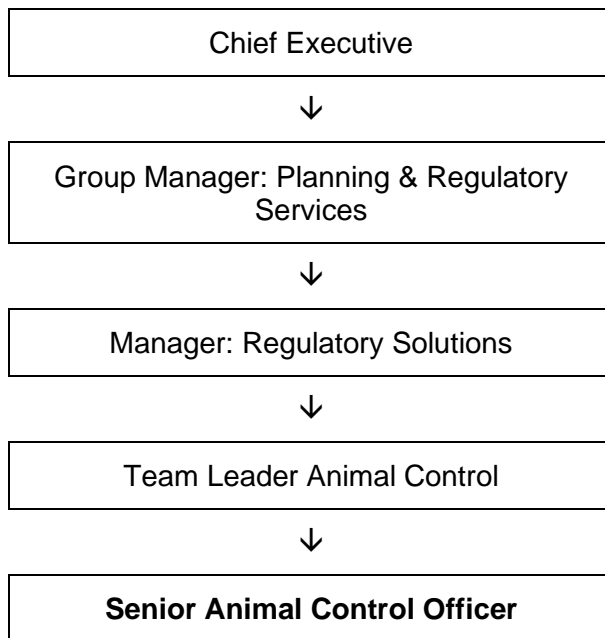 Chief Executive
↓
Group Manager: Planning & Regulatory
Services
↓
Manager: Regulatory Solutions
↓
Team Leader Animal Control
↓
Senior Animal Control Officer